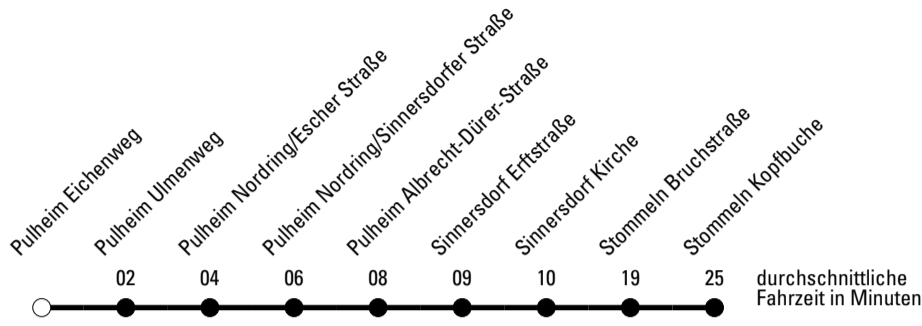 Pulheim Eichenweg
Pulheim Ulmenweg
Pulheim Nordring/Escher Straße
Pulheim Nordring/Sinnersdorfer Straße
Pulheim Albrecht-Dürer-Straße
Sinnersdorf Erftstraße
Sinnersdorf Kirche
Stommeln Bruchstraße
Stommeln Kopfbuche
02 04 06 08 09 10 19 25
durchschnittliche
Fahrzeit in Minuten